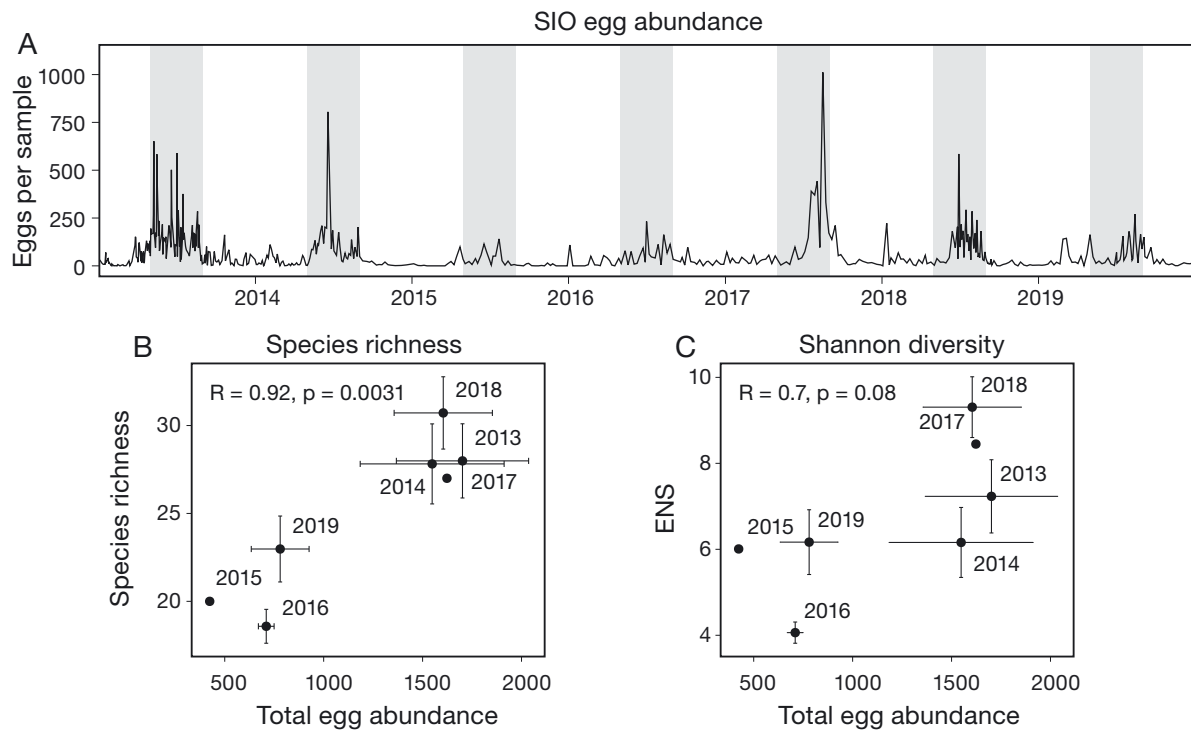 SIO egg abundance
A
Eggs per sample
1000
750
500
250
0
2014 2015 2016 2017 2018 2019
B Species richness
R = 0.92, p = 0.0031
Species richness
30
25
20
2018
2013
2014 2017
2019
2015
2016
500 1000 1500 2000
Total egg abundance
C Shannon diversity
R = 0.7, p = 0.08
ENS
10
8
6
4
2018
2017
2013
2015 2019
2014
2016
500 1000 1500 2000
Total egg abundance